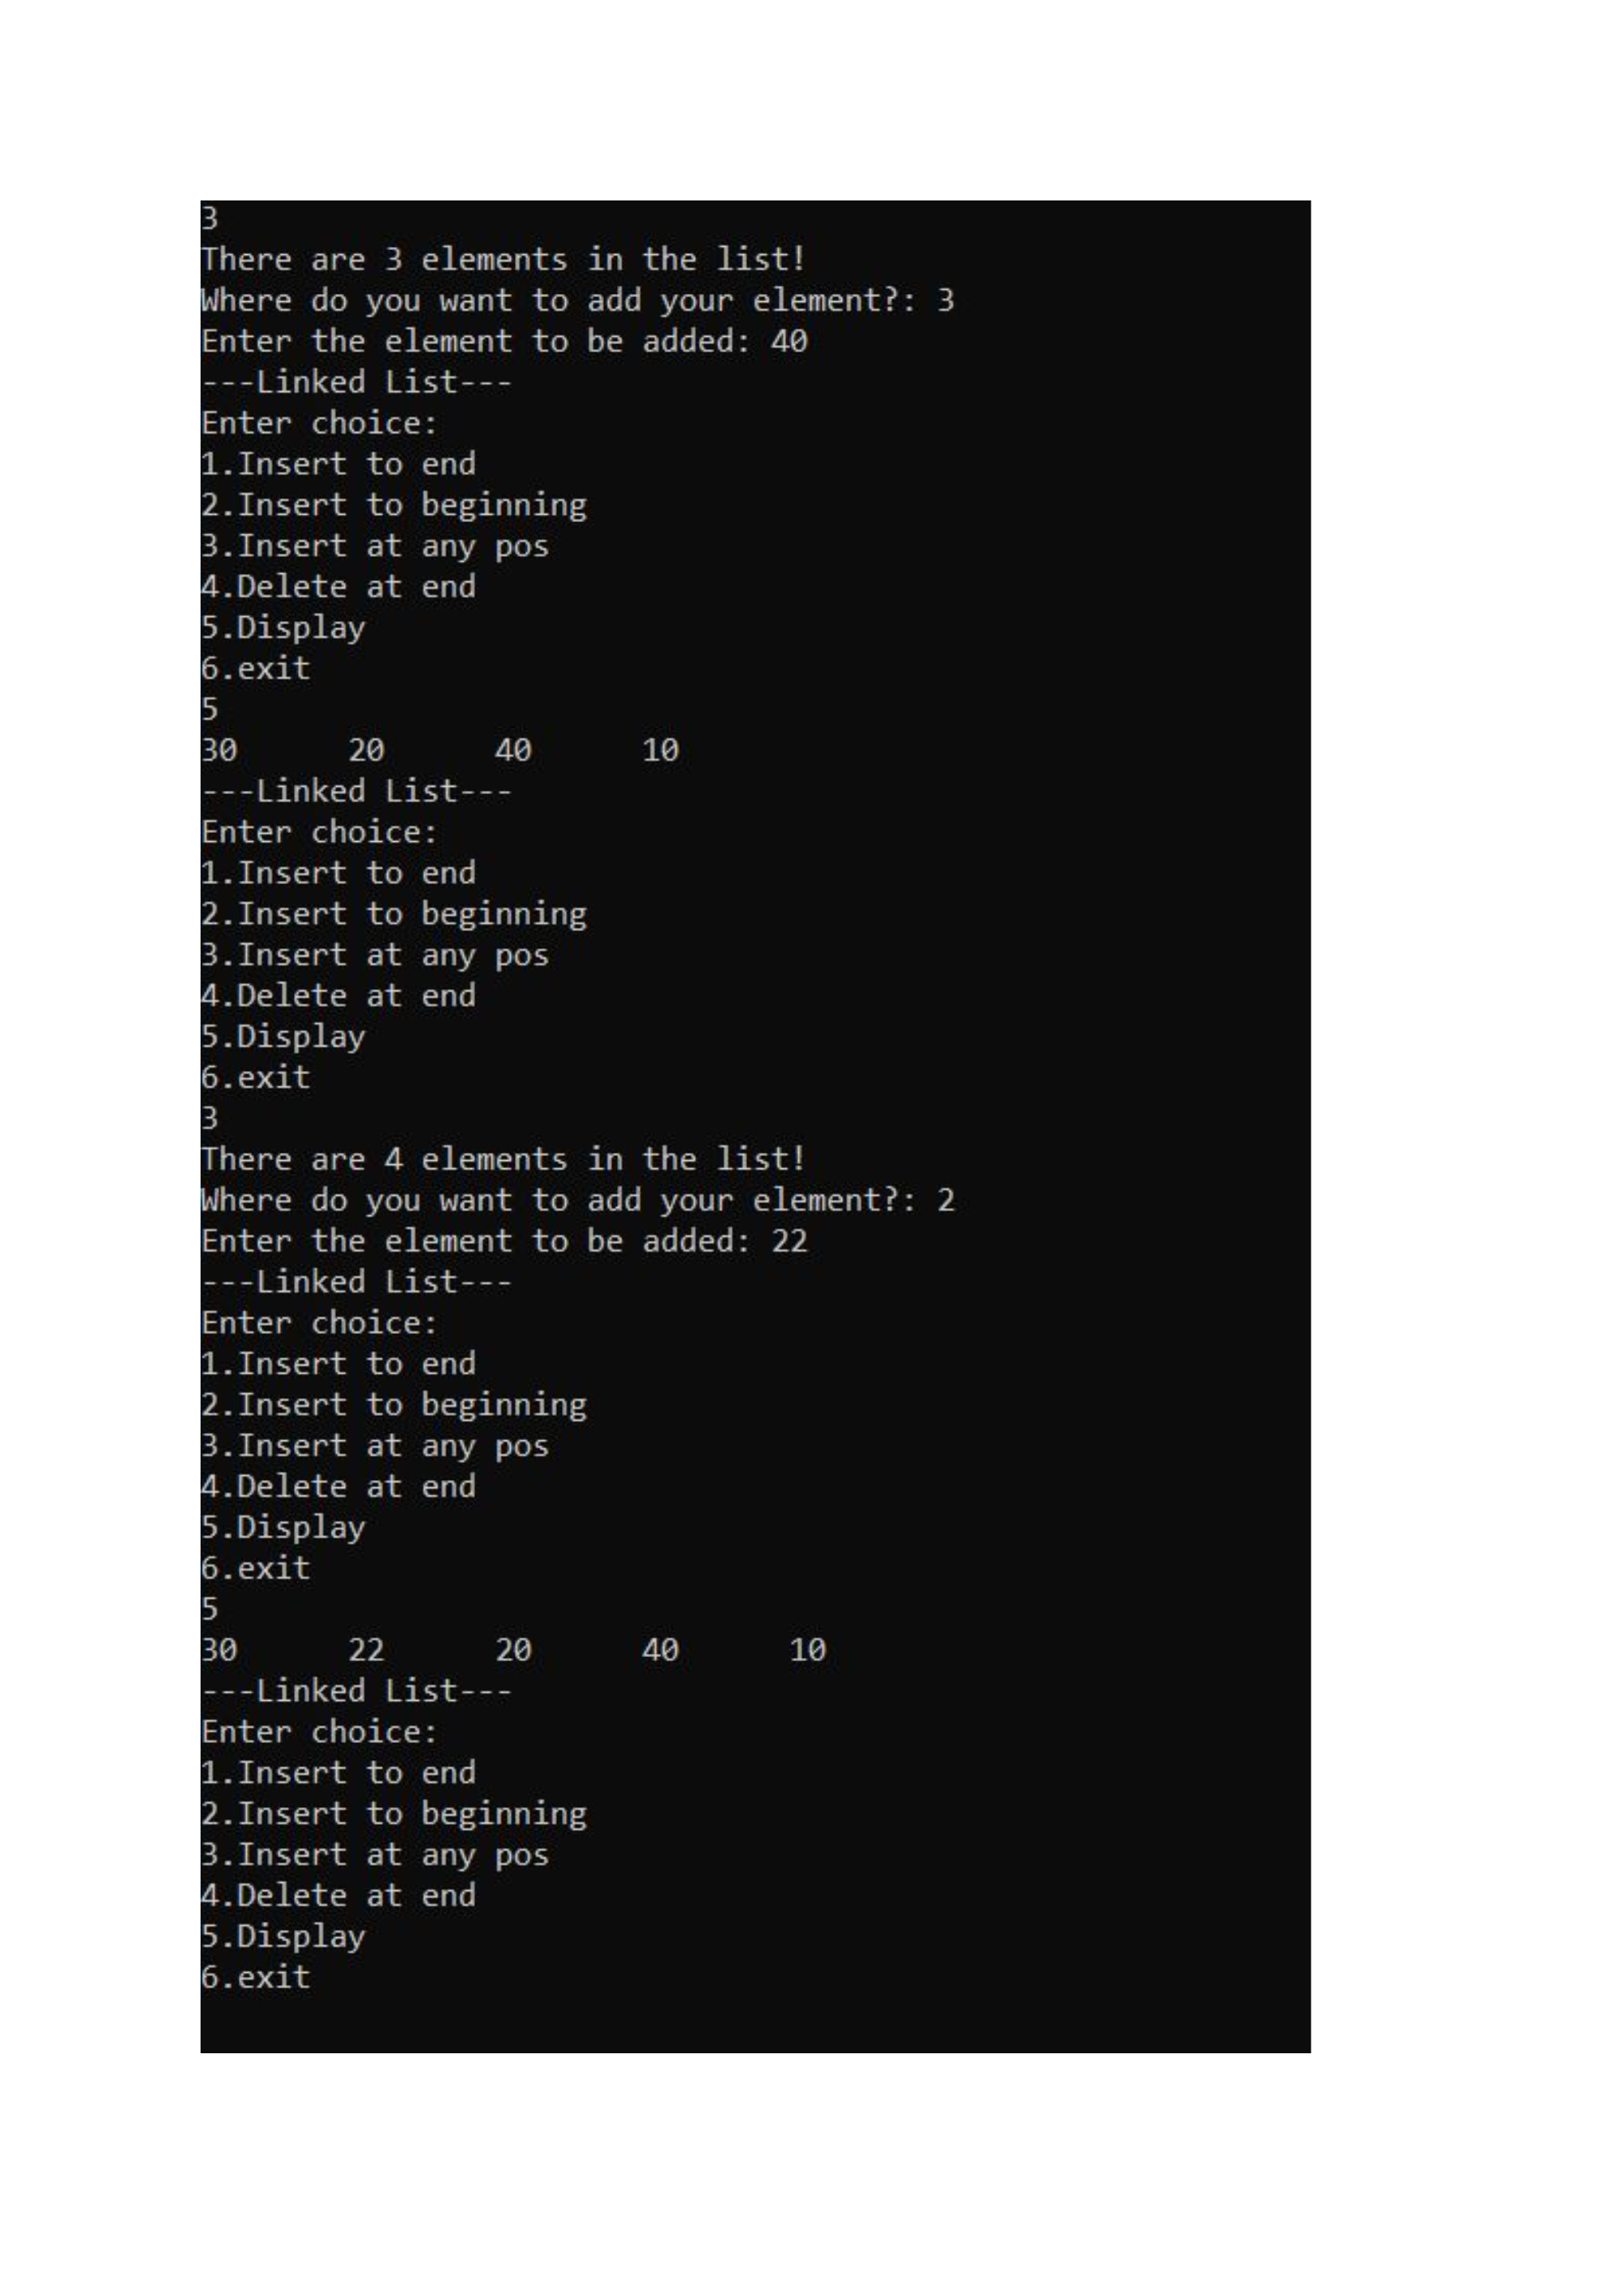 3
There are 3 elements in the list!
Where do you want to add your element?: 3
Enter the element to be added: 40
---Linked List---
Enter choice:
1.Insert to end
2.Insert to beginning
3.Insert at any pos
4.Delete at end
5.Display
6.exit
5
30      20      40      10
---Linked List---
Enter choice:
1.Insert to end
2.Insert to beginning
3.Insert at any pos
4.Delete at end
5.Display
6.exit
3
There are 4 elements in the list!
Where do you want to add your element?: 2
Enter the element to be added: 22
---Linked List---
Enter choice:
1.Insert to end
2.Insert to beginning
3.Insert at any pos
4.Delete at end
5.Display
6.exit
5
30      22      20      40      10
---Linked List---
Enter choice:
1.Insert to end
2.Insert to beginning
3.Insert at any pos
4.Delete at end
5.Display
6.exit